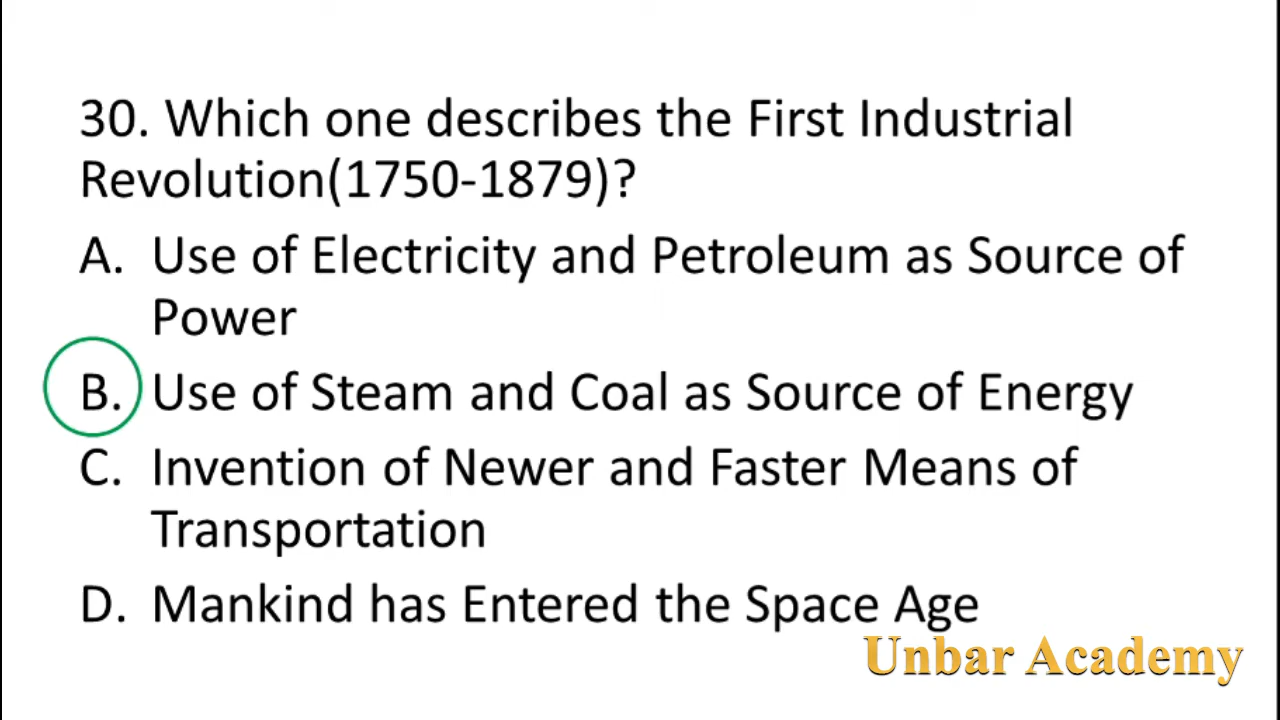 30. Which one describes the First Industrial
Revolution(1750-1879)?
A. Use of Electricity and Petroleum as Source of
Power
B. Use of Steam and Coal as Source of Energy
C. Invention of Newer and Faster Means of
Transportation
D. Mankind has Entered the Space Age
Unbar Academy